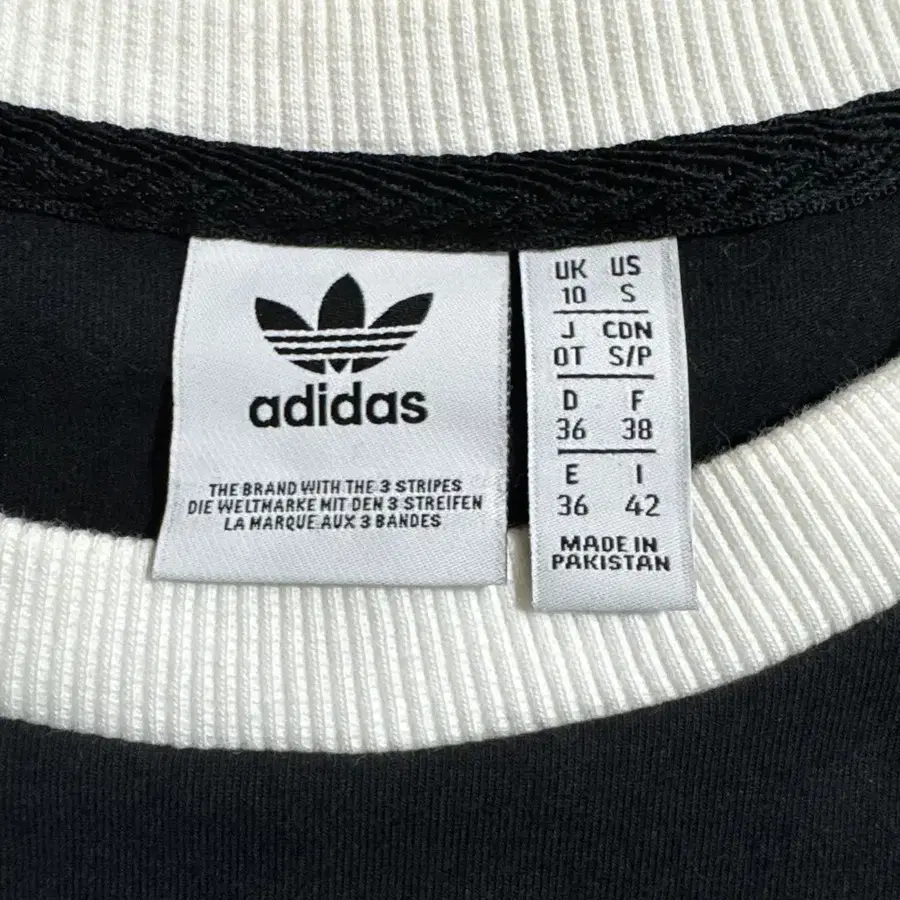 adidas
THE BRAND WITH THE 3 STRIPES
DIE WELTMARKE MIT DEN 3 STREIFEN
LA MARQUE AUX 3 BANDES
UK US
10 S
J CDN
OT S/P
D F
36 38
E I
36 42
MADE IN
PAKISTAN